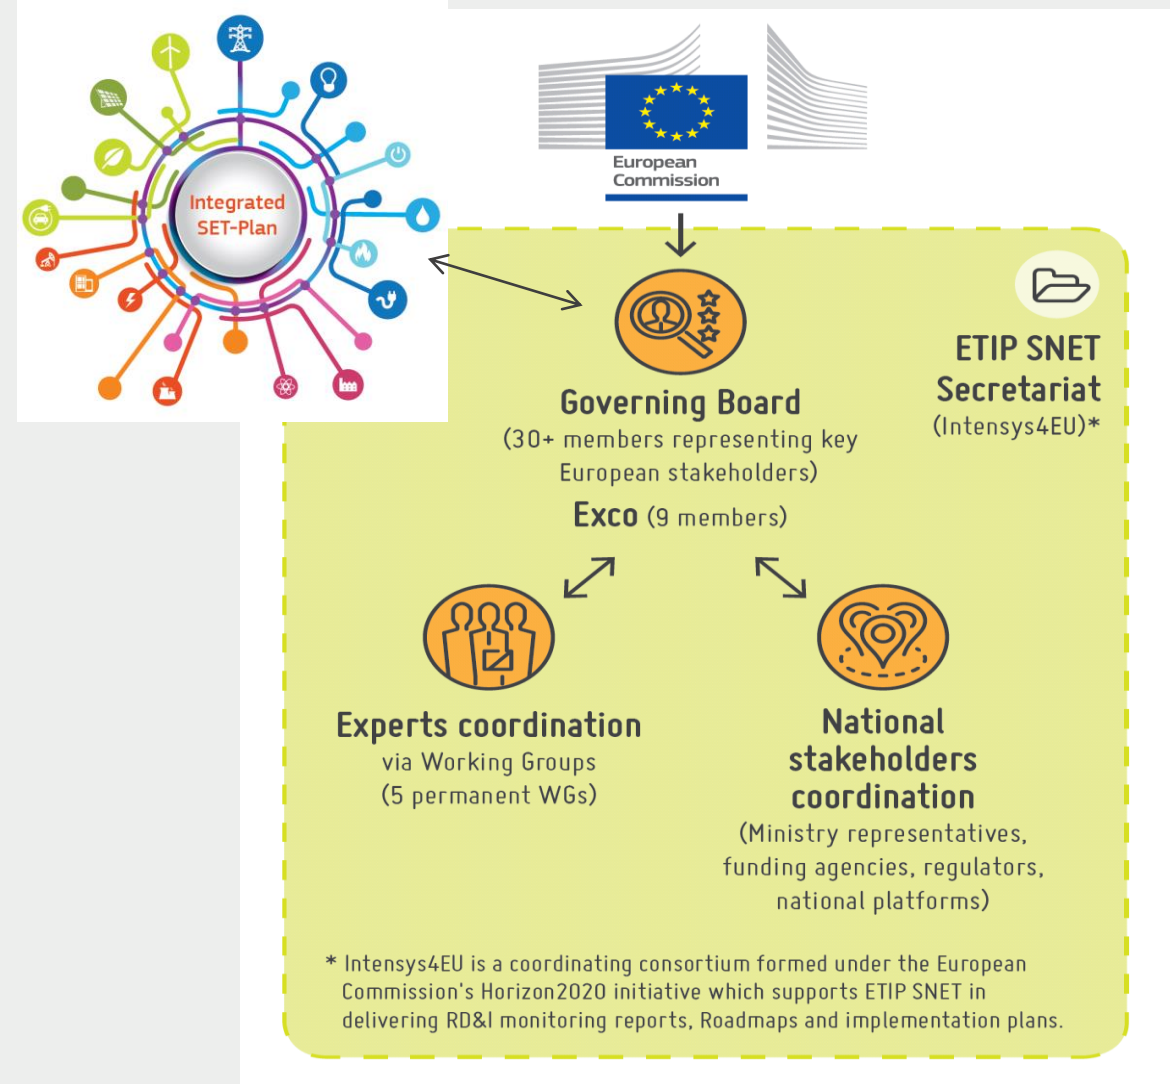 Integrated
SET-Plan
European
Commission
ETIP SNET
Secretariat
(Intensys4EU)*
Governing Board
(30+ members representing key
European stakeholders)
Exco (9 members)
Experts coordination
via Working Groups
(5 permanent WGs)
National
stakeholders
coordination
(Ministry representatives,
funding agencies, regulators,
national platforms)
* Intensys4EU is a coordinating consortium formed under the European
Commission's Horizon2020 initiative which supports ETIP SNET in
delivering RD&I monitoring reports, Roadmaps and implementation plans.